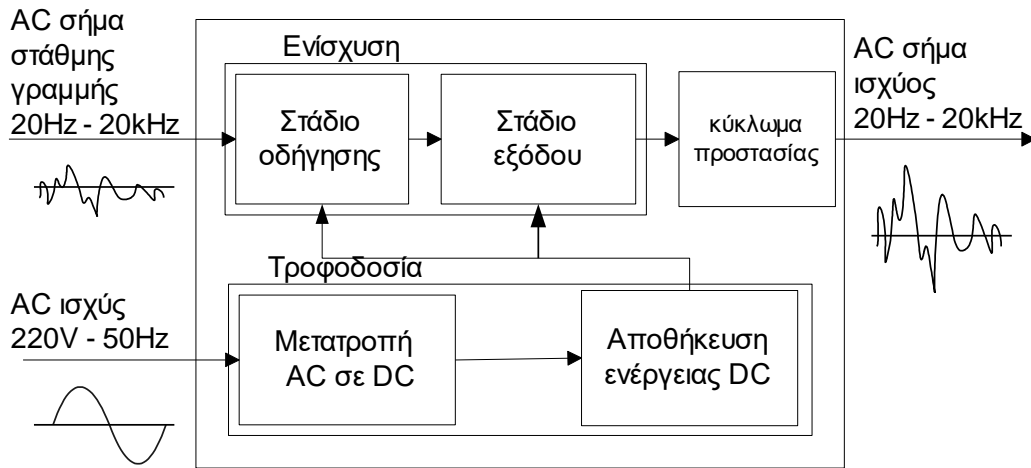 AC σήμα
στάθμης
γραμμής
20Hz - 20kHz
Ενίσχυση
Στάδιο
οδήγησης
Στάδιο
εξόδου
κύκλωμα
προστασίας
AC σήμα
ισχύος
20Hz - 20kHz
Τροφοδοσία
AC ισχύς
220V - 50Hz
Μετατροπή
AC σε DC
Αποθήκευση
ενέργειας DC